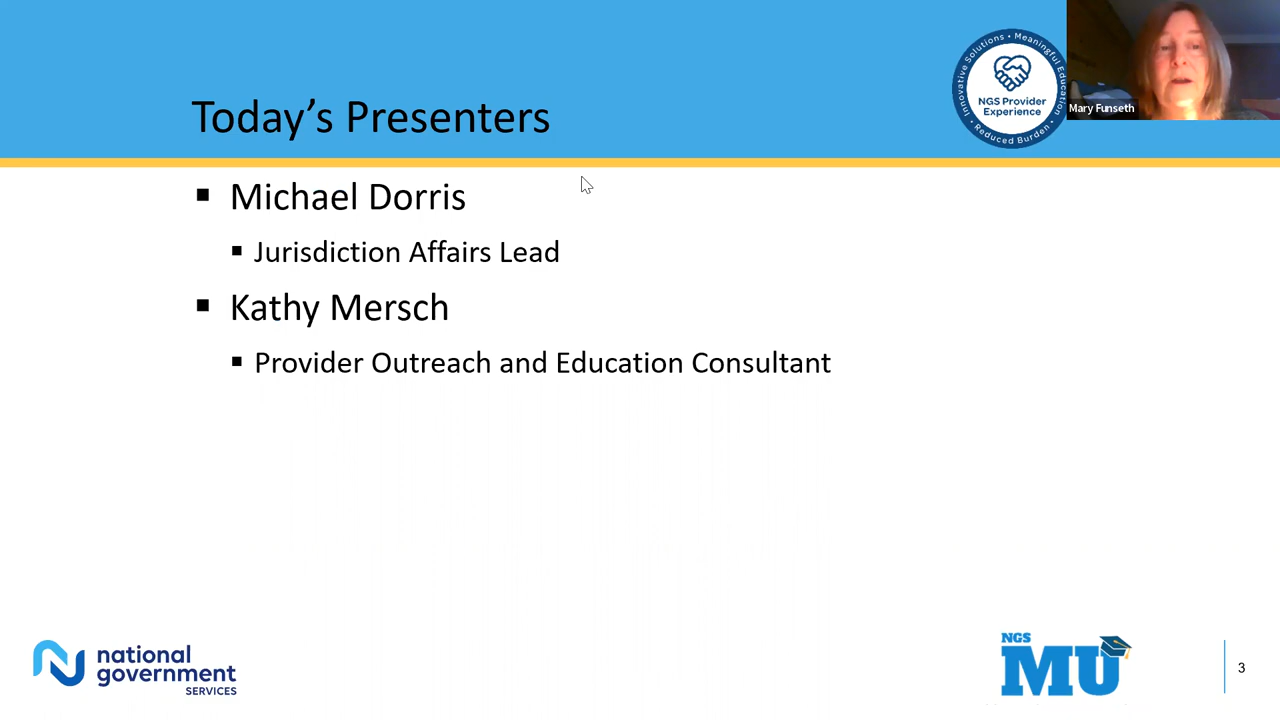 Today’s Presenters
Innovative Solutions • Meaningful Education • Reduced Burden •
NGS Provider
Experience
Mary Funseth
▪ Michael Dorris
▪ Jurisdiction Affairs Lead
▪ Kathy Mersch
▪ Provider Outreach and Education Consultant
national
government
SERVICES
NGS
MU
3